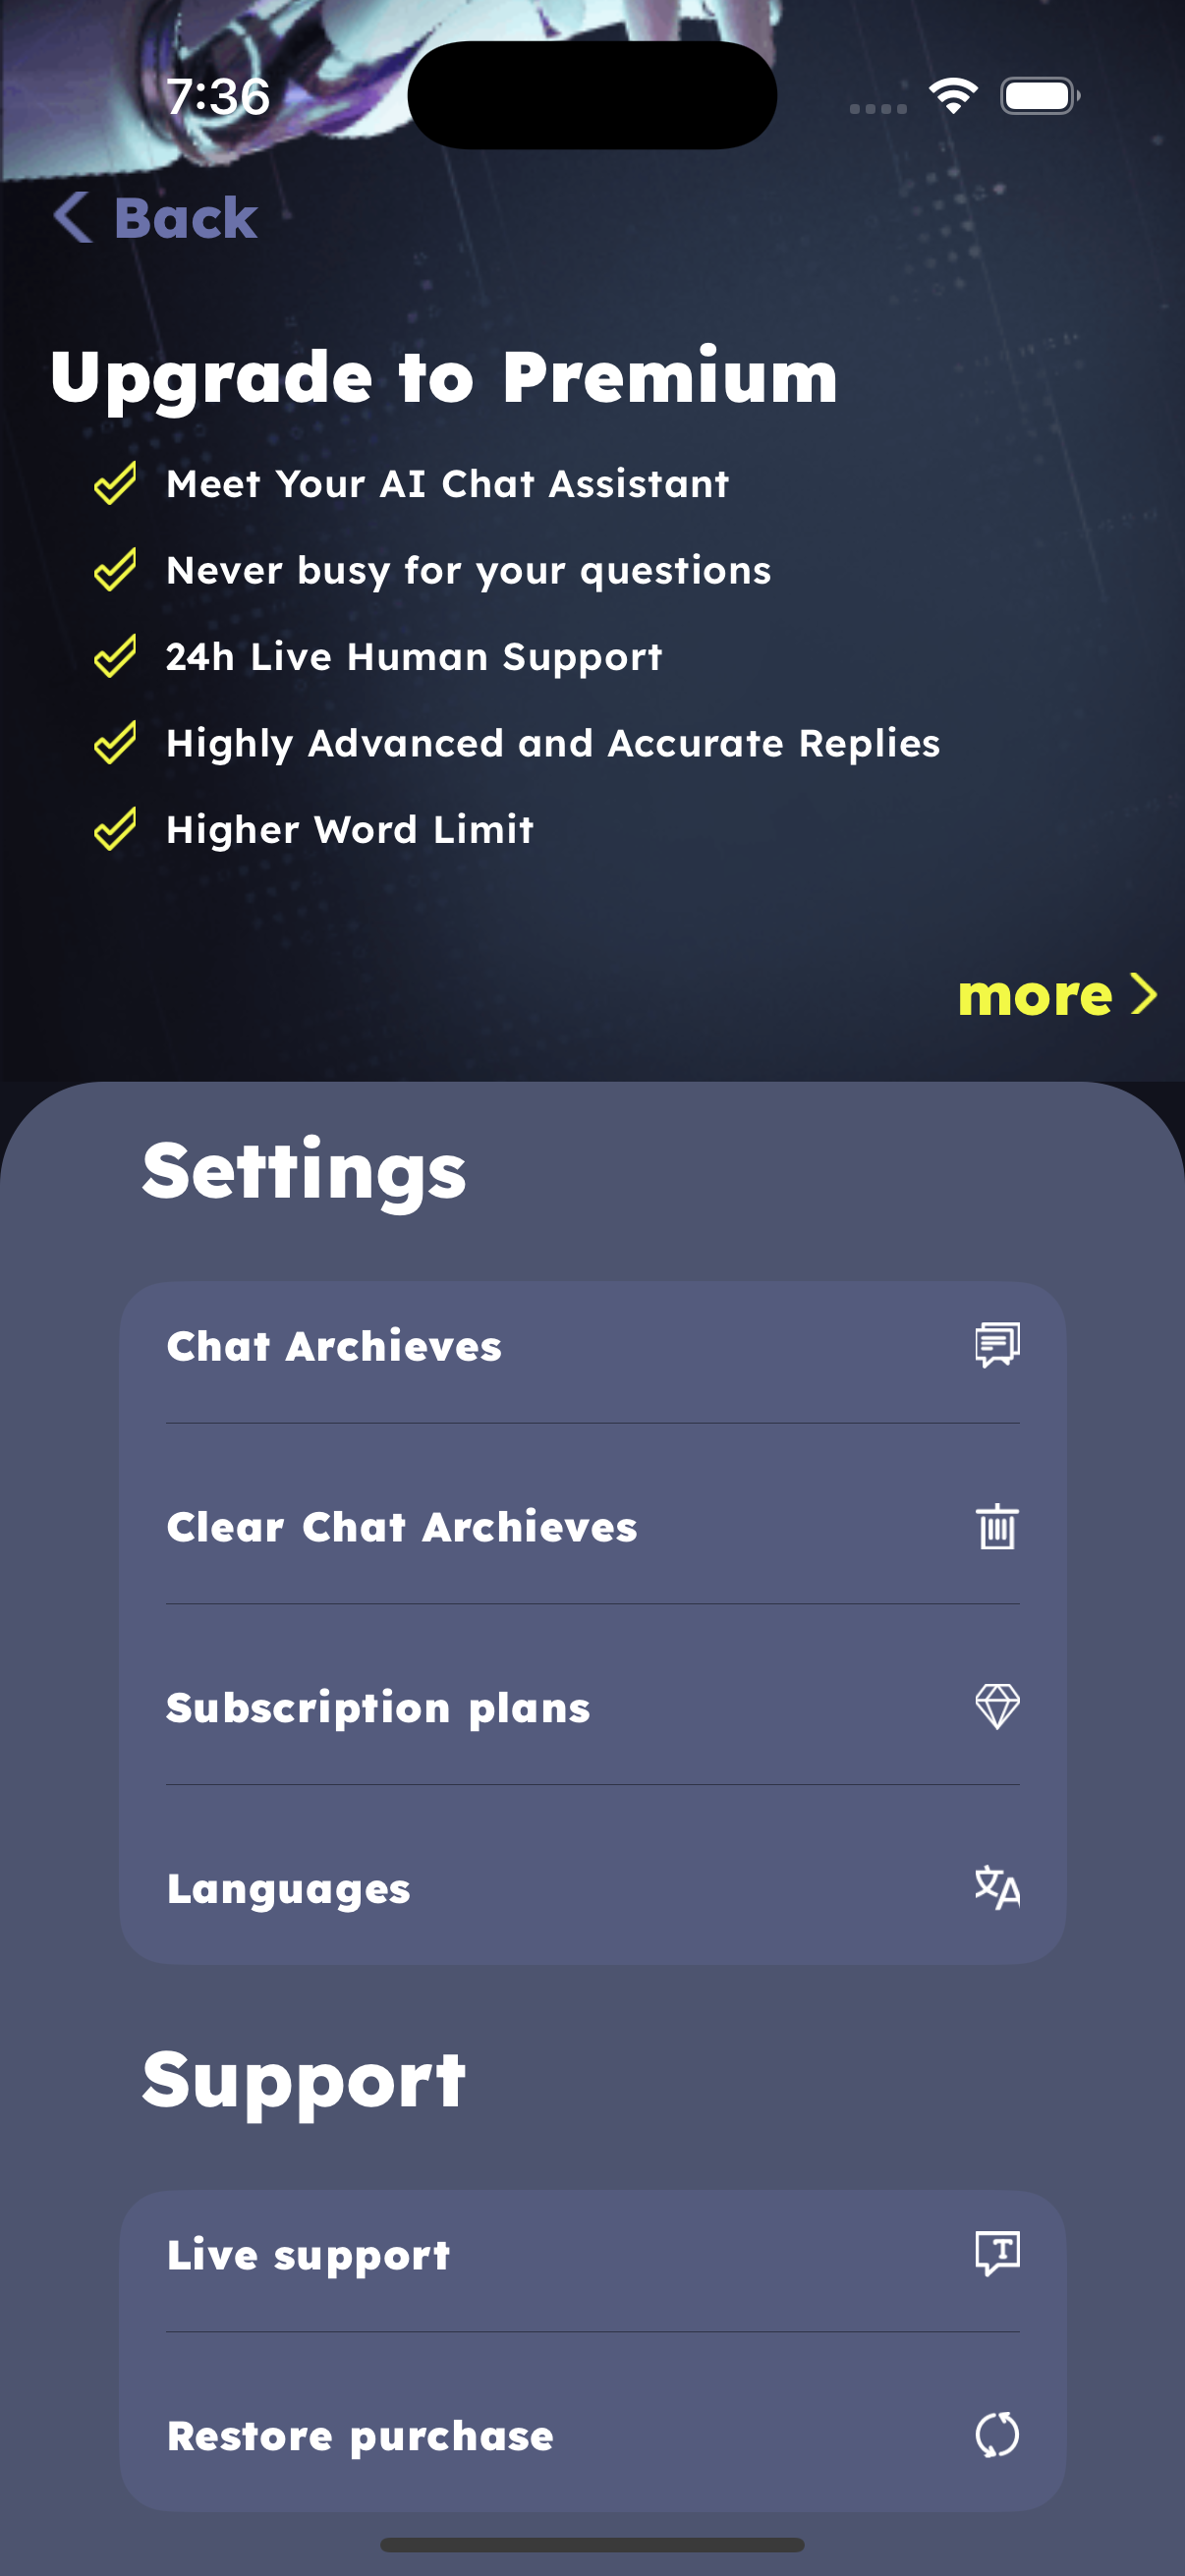 7:36
Back
Upgrade to Premium
Meet Your AI Chat Assistant
Never busy for your questions
24h Live Human Support
Highly Advanced and Accurate Replies
Higher Word Limit
more
Settings
Chat Archieves
Clear Chat Archieves
Subscription plans
Languages
Support
Live support
Restore purchase